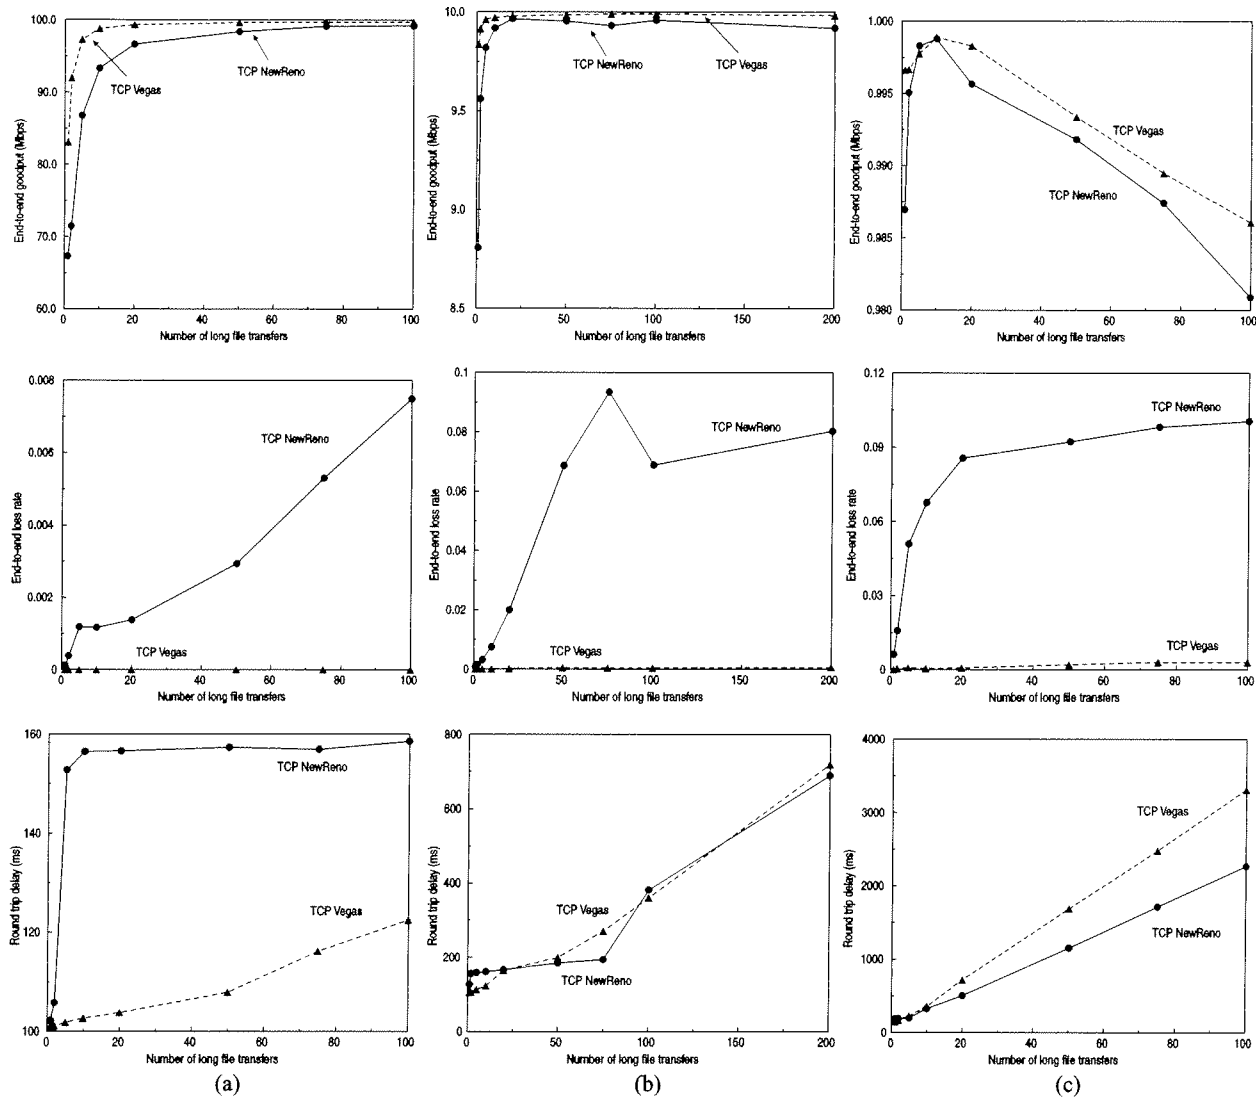 100.0
90.0
80.0
70.0
60.0
End-to-end goodput (Mbps)
TCP NewReno
TCP Vegas
0 20 40 60 80 100
Number of long file transfers
10.0
9.5
9.0
8.5
End-to-end goodput (Mbps)
TCP NewReno
TCP Vegas
0 50 100 150 200
Number of long file transfers
1.000
0.995
0.990
0.985
0.980
End-to-end goodput (Mbps)
TCP Vegas
TCP NewReno
0 20 40 60 80 100
Number of long file transfers
0.008
0.006
0.004
0.002
0
End-to-end loss rate
TCP NewReno
TCP Vegas
0 20 40 60 80 100
Number of long file transfers
0.1
0.08
0.06
0.04
0.02
0
End-to-end loss rate
TCP NewReno
TCP Vegas
0 50 100 150 200
Number of long file transfers
0.12
0.09
0.06
0.03
0
End-to-end loss rate
TCP NewReno
TCP Vegas
0 20 40 60 80 100
Number of long file transfers
160
140
120
100
Round trip delay (ms)
TCP NewReno
TCP Vegas
0 20 40 60 80 100
Number of long file transfers
(a)
800
600
400
200
0
Round trip delay (ms)
TCP Vegas
TCP NewReno
0 50 100 150 200
Number of long file transfers
(b)
4000
3000
2000
1000
0
Round trip delay (ms)
TCP Vegas
TCP NewReno
0 20 40 60 80 100
Number of long file transfers
(c)